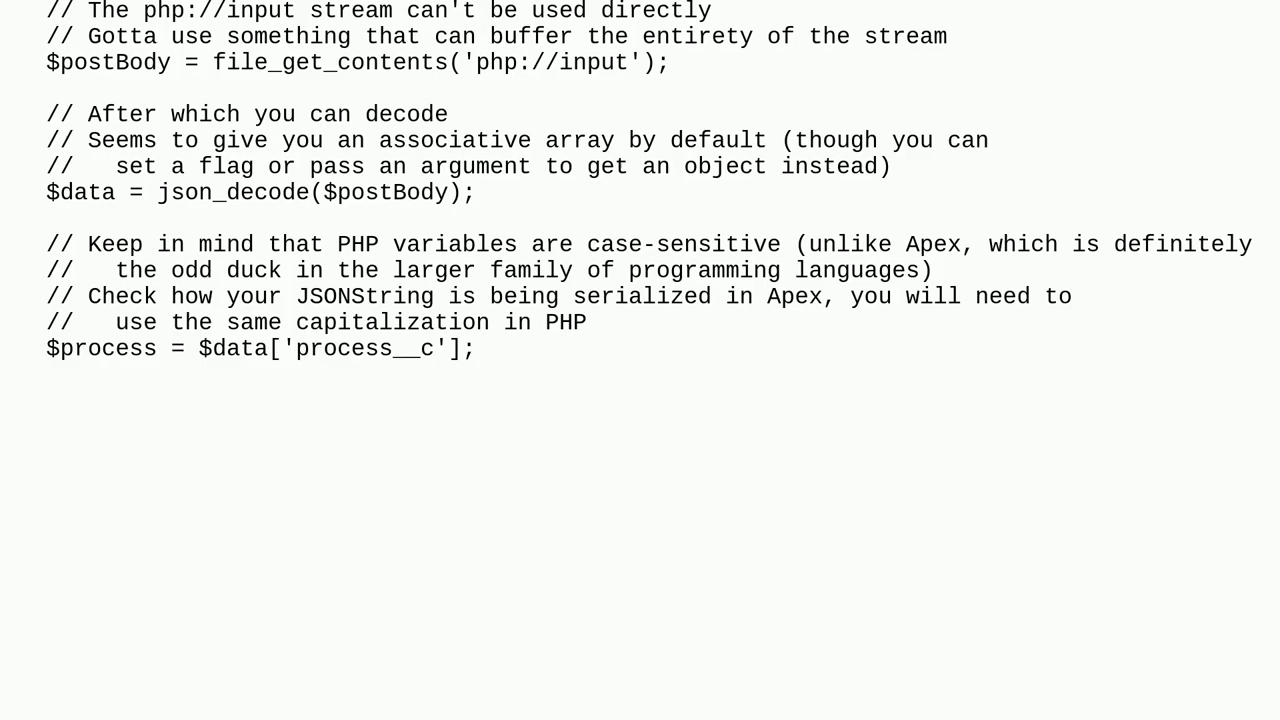 // The php://input stream can't be used directly
// Gotta use something that can buffer the entirety of the stream
$postBody = file_get_contents('php://input');

// After which you can decode
// Seems to give you an associative array by default (though you can
//   set a flag or pass an argument to get an object instead)
$data = json_decode($postBody);

// Keep in mind that PHP variables are case-sensitive (unlike Apex, which is definitely
//   the odd duck in the larger family of programming languages)
// Check how your JSONString is being serialized in Apex, you will need to
//   use the same capitalization in PHP
$process = $data['process__c'];